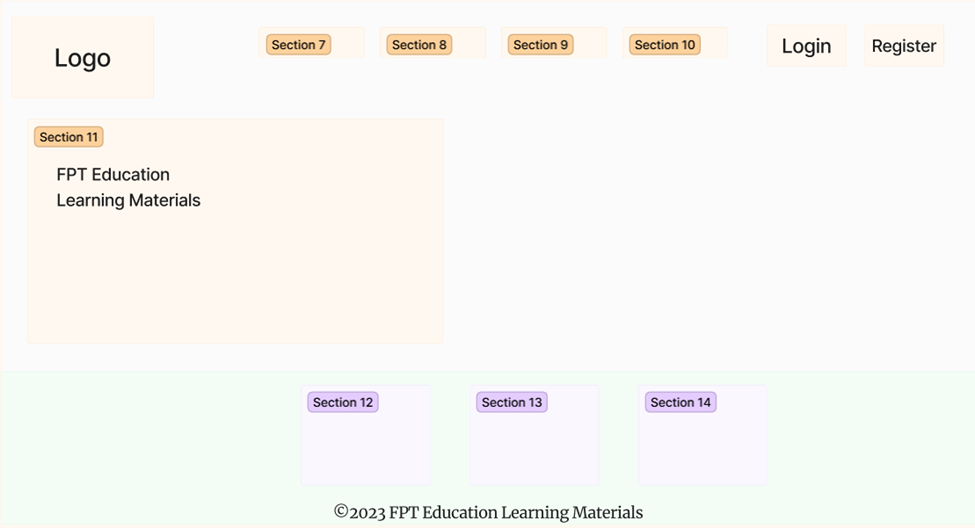 Logo
Section 7
Section 8
Section 9
Section 10
Login
Register
Section 11
FPT Education
Learning Materials
Section 12
Section 13
Section 14
©2023 FPT Education Learning Materials